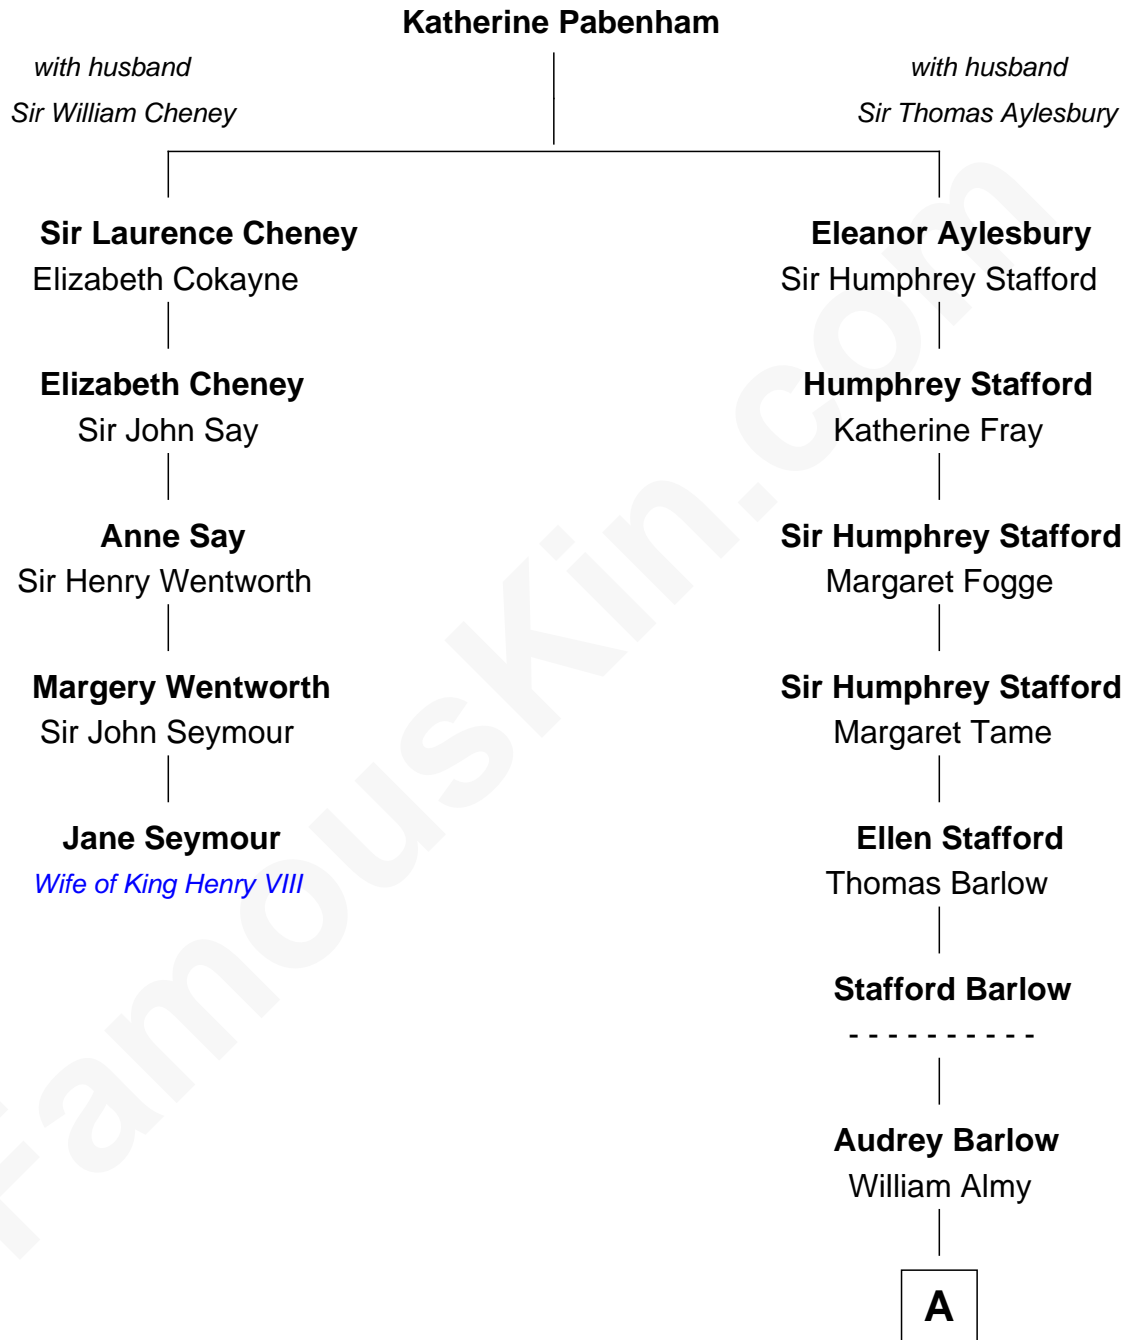 Katherine Pabenham
with husband
Sir William Cheney
with husband
Sir Thomas Aylesbury
Sir Laurence Cheney
Elizabeth Cokayne
Elizabeth Cheney
Sir John Say
Anne Say
Sir Henry Wentworth
Margery Wentworth
Sir John Seymour
Jane Seymour
Wife of King Henry VIII
Eleanor Aylesbury
Sir Humphrey Stafford
Humphrey Stafford
Katherine Fray
Sir Humphrey Stafford
Margaret Fogge
Sir Humphrey Stafford
Margaret Tame
Ellen Stafford
Thomas Barlow
Stafford Barlow
- - - - - - - - - -
Audrey Barlow
William Almy
A
FamousKin.com